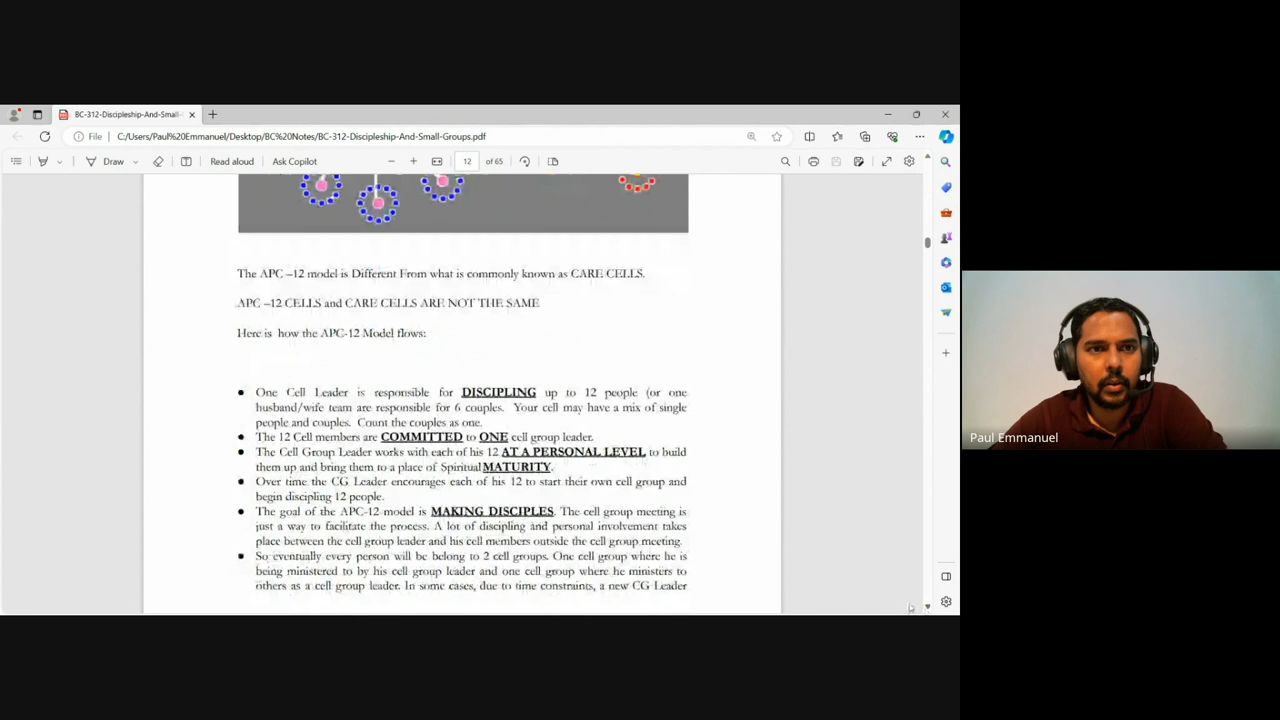 BC-312-Discipleship-And-Small-
File
C:/Users/Paul%20Emmanuel/Desktop/BC%20Notes/BC-312-Discipleship-And-Small-Groups.pdf
Draw
Read aloud
Ask Copilot
12 of 65
The APC –12 model is Different From what is commonly known as CARE CELLS.
APC –12 CELLS and CARE CELLS ARE NOT THE SAME
Here is how the APC-12 Model flows:
• One Cell Leader is responsible for DISCIPLING up to 12 people (or one
husband/wife team are responsible for 6 couples. Your cell may have a mix of single
people and couples. Count the couples as one.
• The 12 Cell members are COMMITTED to ONE cell group leader.
• The Cell Group Leader works with each of his 12 AT A PERSONAL LEVEL to build
them up and bring them to a place of Spiritual MATURITY.
• Over time the CG Leader encourages each of his 12 to start their own cell group and
begin discipling 12 people.
• The goal of the APC-12 model is MAKING DISCIPLES. The cell group meeting is
just a way to facilitate the process. A lot of discipling and personal involvement takes
place between the cell group leader and his cell members outside the cell group meeting.
• So eventually every person will be belong to 2 cell groups. One cell group where he is
being ministered to by his cell group leader and one cell group where he ministers to
others as a cell group leader. In some cases, due to time constraints, a new CG Leader
Paul Emmanuel